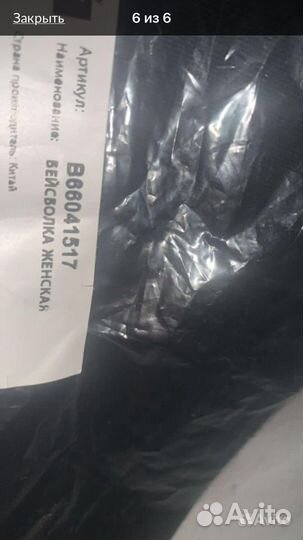 Закрыть
6 из 6
Артикул:
B66041517
Наименование:
БЕЙСБОЛКА ЖЕНСКАЯ
Страна производитель: Китай
Avito